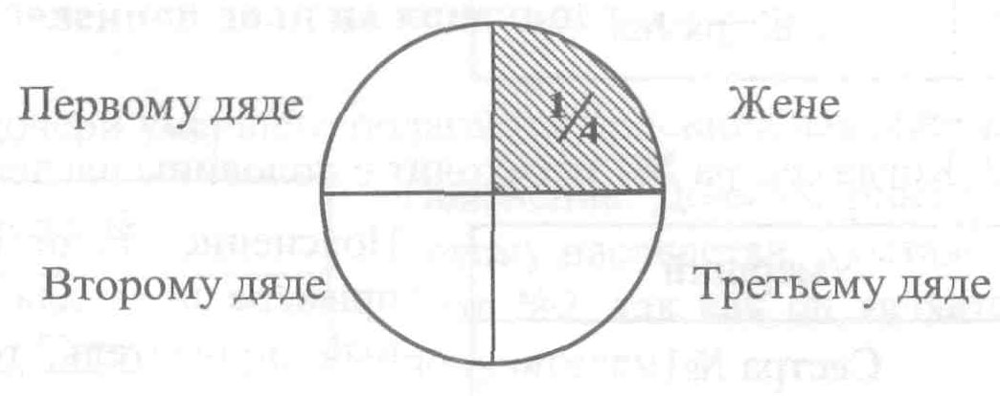 Первому дяде
1/4
Жене
Второму дяде
Третьему дяде